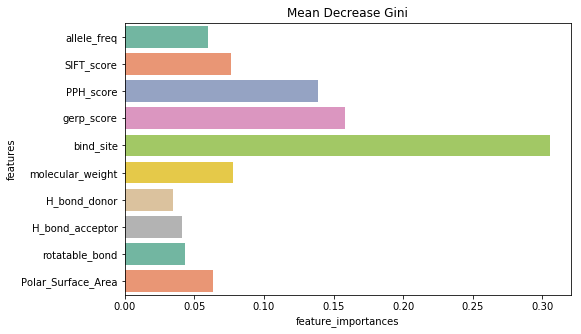 Mean Decrease Gini
features
allele_freq
SIFT_score
PPH_score
gerp_score
bind_site
molecular_weight
H_bond_donor
H_bond_acceptor
rotatable_bond
Polar_Surface_Area
0.00 0.05 0.10 0.15 0.20 0.25 0.30
feature_importances